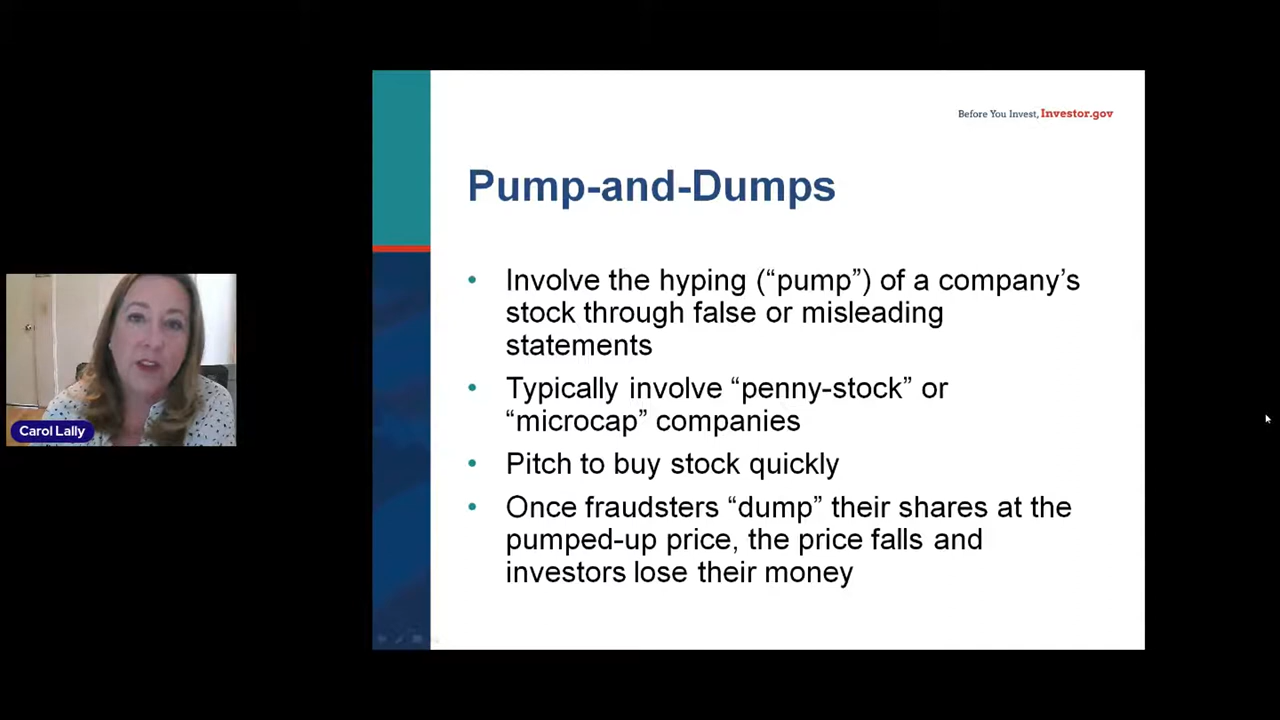 Before You Invest, Investor.gov
Pump-and-Dumps
• Involve the hyping (“pump”) of a company’s
stock through false or misleading
statements
• Typically involve “penny-stock” or
“microcap” companies
• Pitch to buy stock quickly
• Once fraudsters “dump” their shares at the
pumped-up price, the price falls and
investors lose their money
Carol Lally